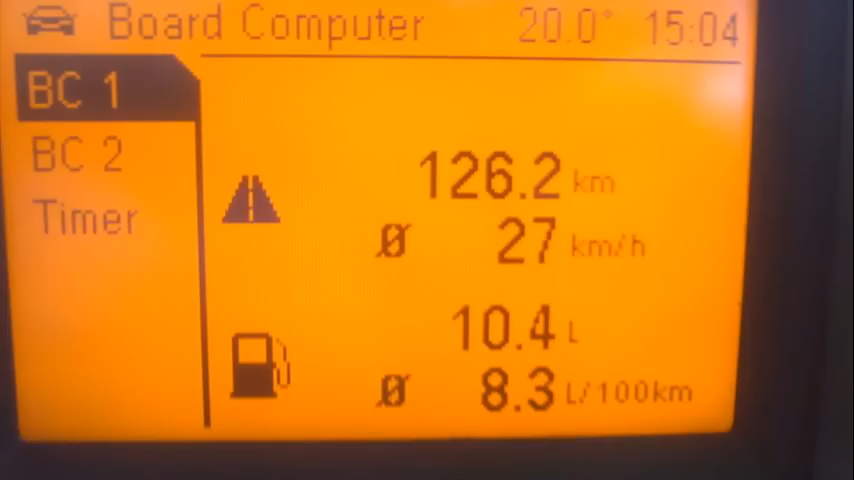 Board Computer 20.0° 15:04
BC 1
BC 2
Timer
126.2 km
Ø 27 km/h
10.4 L
Ø 8.3 L/100km